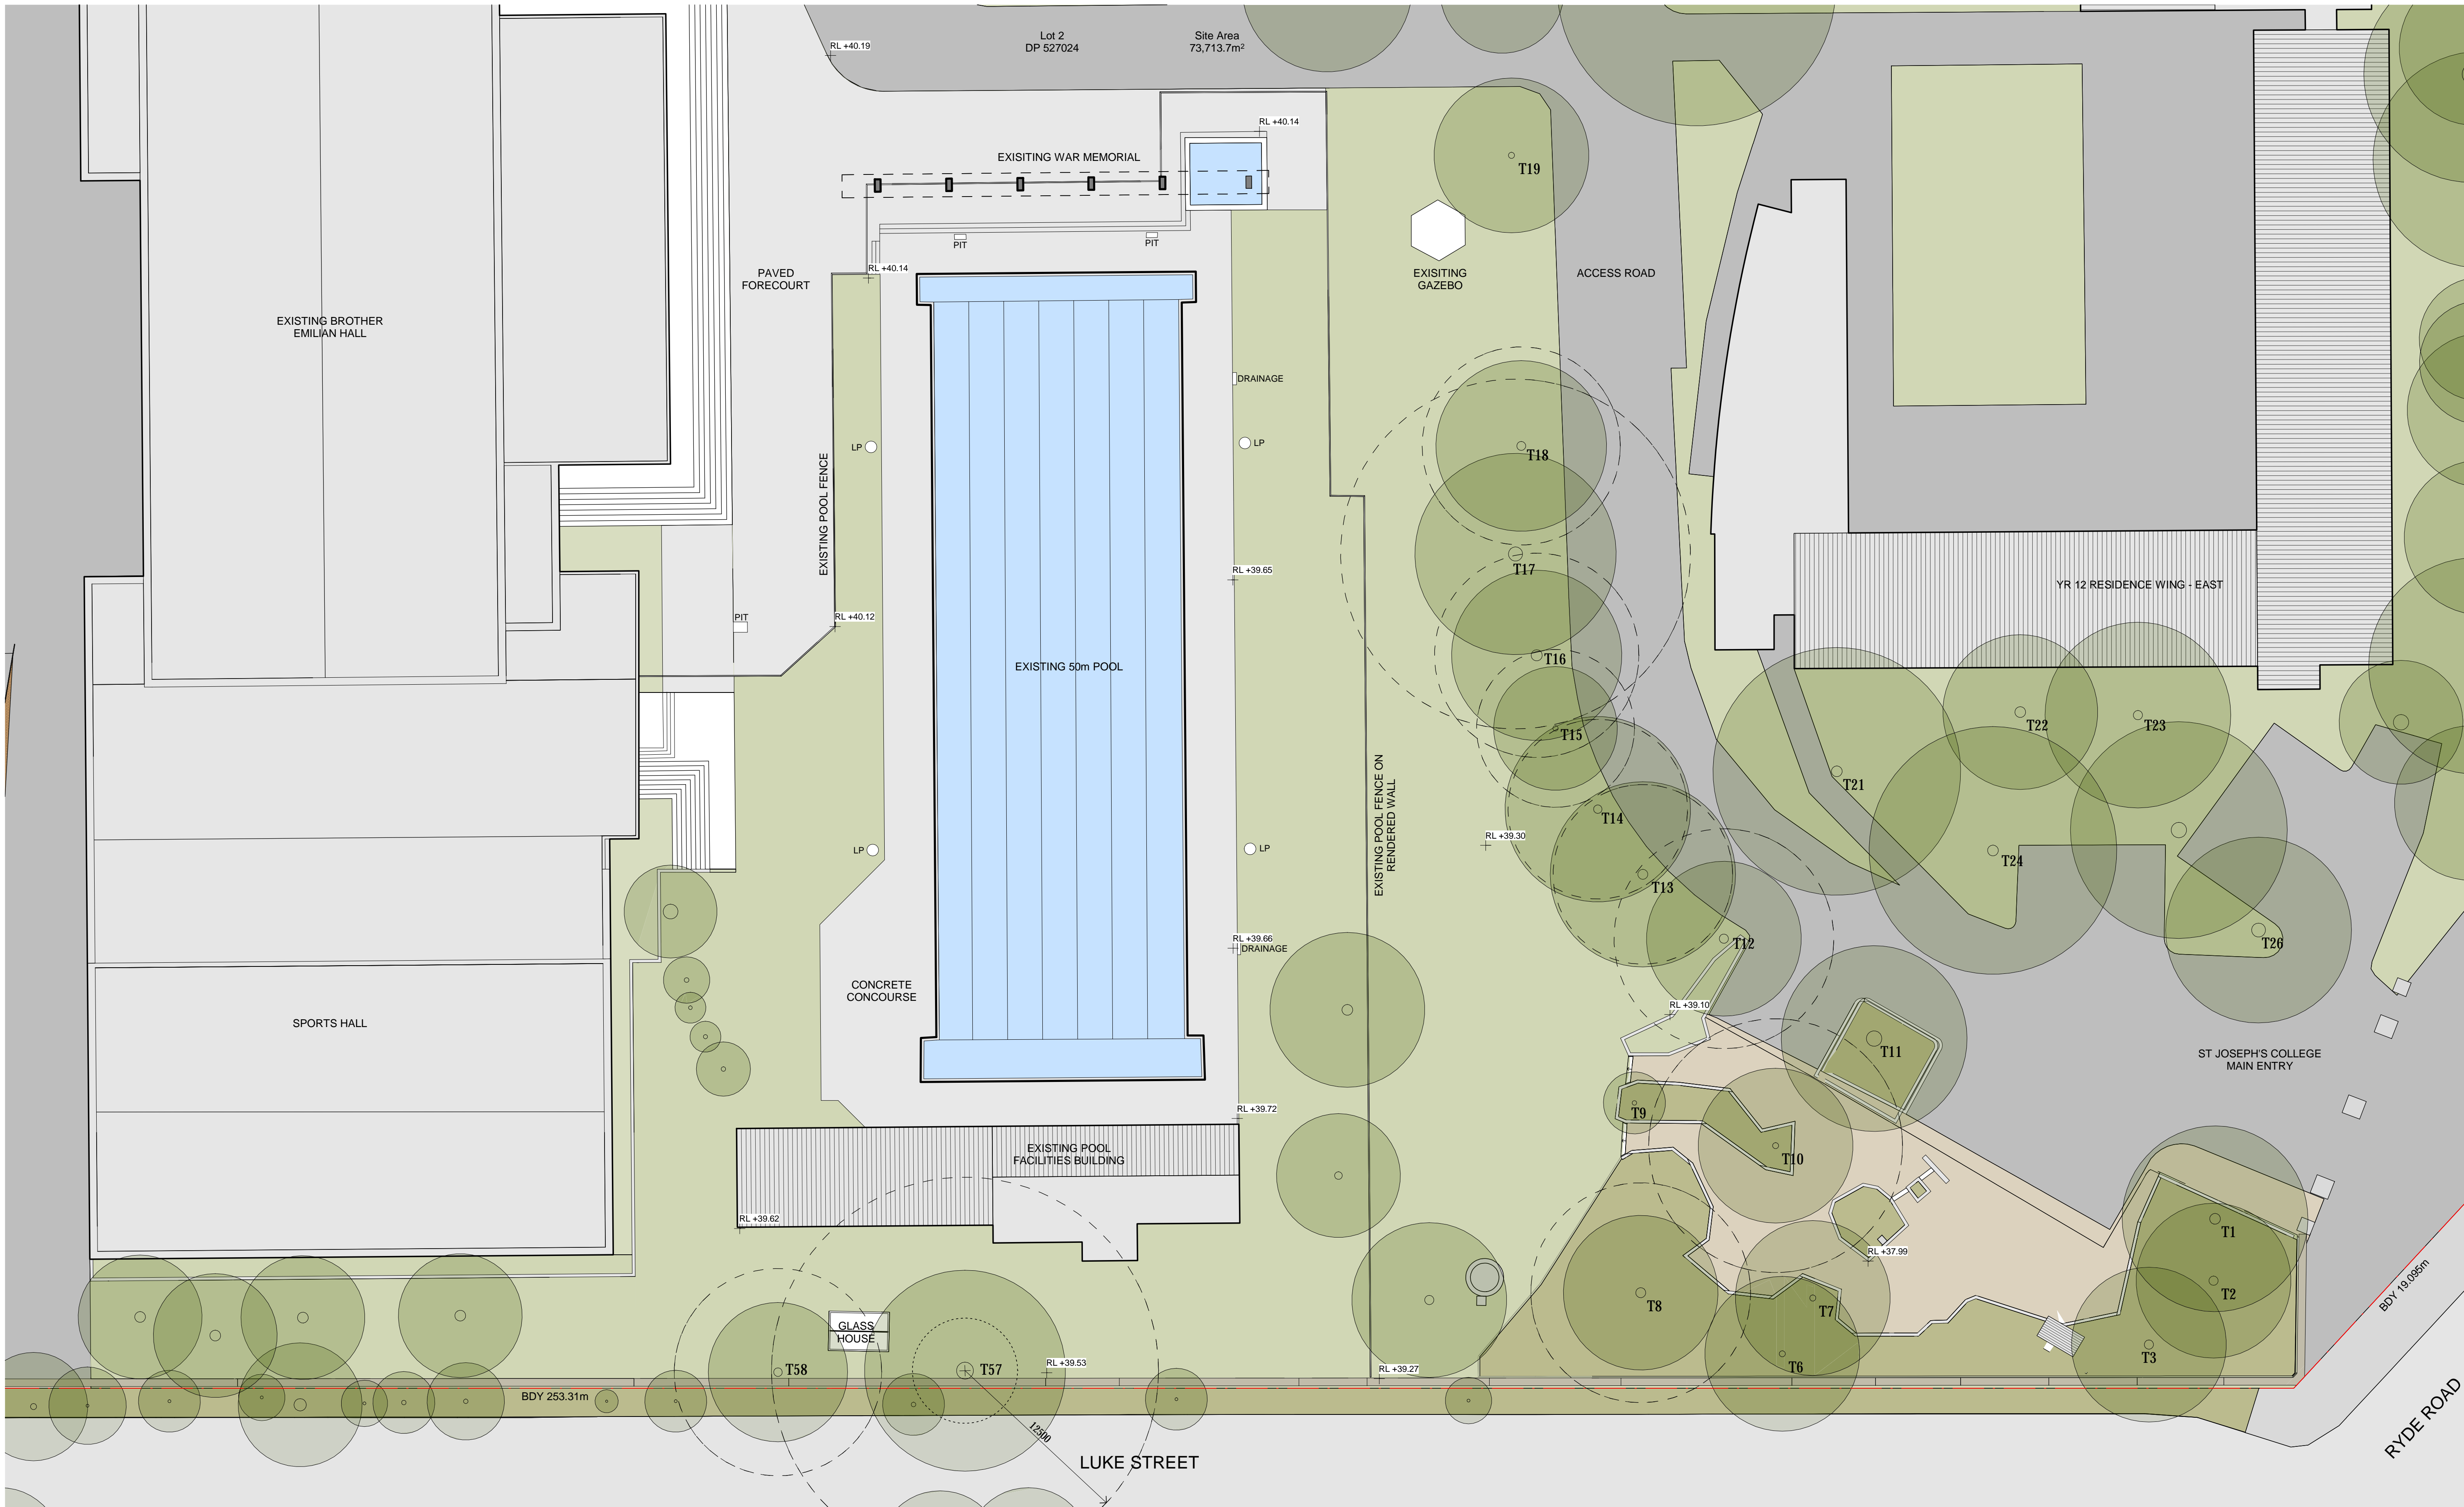 RL +40.19
Lot 2
DP 527024
Site Area
73,713.7m²
RL +40.14
EXISITING WAR MEMORIAL
T19
PIT
PIT
RL +40.14
PAVED
FORECOURT
EXISITING
GAZEBO
ACCESS ROAD
EXISTING BROTHER
EMILIAN HALL
DRAINAGE
LP
LP
T18
EXISTING POOL FENCE
RL +39.65
T17
YR 12 RESIDENCE WING - EAST
PIT
RL +40.12
EXISTING 50m POOL
T16
T15
T22
T23
T21
EXISTING POOL FENCE ON
RENDERED WALL
T14
RL +39.30
LP
LP
T24
T13
T12
T26
RL +39.66
DRAINAGE
CONCRETE
CONCOURSE
RL +39.10
SPORTS HALL
T11
ST JOSEPH'S COLLEGE
MAIN ENTRY
RL +39.72
T9
EXISTING POOL
FACILITIES BUILDING
T10
RL +39.62
T1
RL +37.99
T2
BDY 19.095m
T8
T7
GLASS
HOUSE
T6
T3
T58
T57
RL +39.53
RL +39.27
BDY 253.31m
12500
LUKE STREET
RYDE ROAD